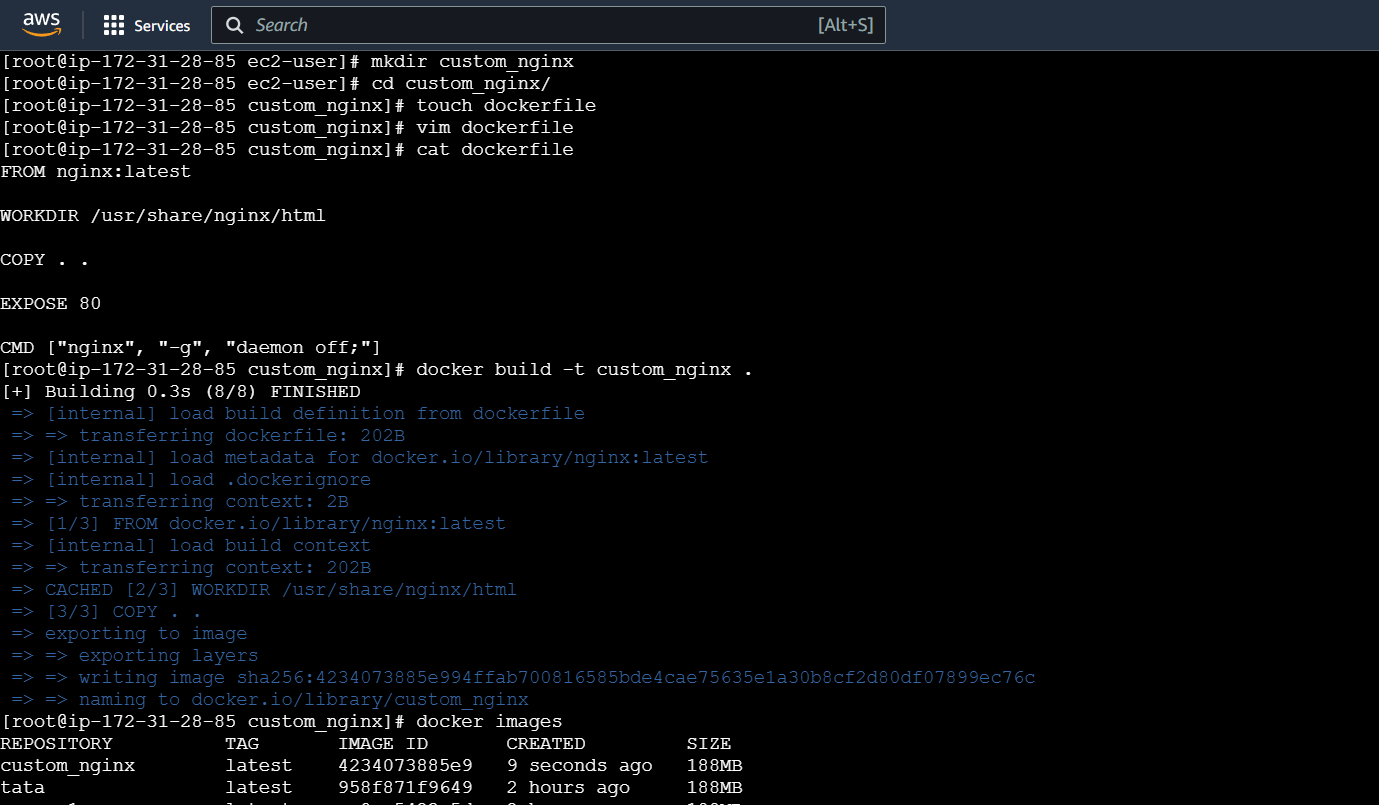 aws
Services
Search
[Alt+S]
[root@ip-172-31-28-85 ec2-user]# mkdir custom_nginx
[root@ip-172-31-28-85 ec2-user]# cd custom_nginx/
[root@ip-172-31-28-85 custom_nginx]# touch dockerfile
[root@ip-172-31-28-85 custom_nginx]# vim dockerfile
[root@ip-172-31-28-85 custom_nginx]# cat dockerfile
FROM nginx:latest
WORKDIR /usr/share/nginx/html
COPY . .
EXPOSE 80
CMD ["nginx", "-g", "daemon off;"]
[root@ip-172-31-28-85 custom_nginx]# docker build -t custom_nginx .
[+] Building 0.3s (8/8) FINISHED
=> [internal] load build definition from dockerfile
=> => transferring dockerfile: 202B
=> [internal] load metadata for docker.io/library/nginx:latest
=> [internal] load .dockerignore
=> => transferring context: 2B
=> [1/3] FROM docker.io/library/nginx:latest
=> [internal] load build context
=> => transferring context: 202B
=> CACHED [2/3] WORKDIR /usr/share/nginx/html
=> [3/3] COPY . .
=> exporting to image
=> => exporting layers
=> => writing image sha256:4234073885e994ffab700816585bde4cae75635e1a30b8cf2d80df07899ec76c
=> => naming to docker.io/library/custom_nginx
[root@ip-172-31-28-85 custom_nginx]# docker images
REPOSITORY TAG IMAGE ID CREATED SIZE
custom_nginx latest 4234073885e9 9 seconds ago 188MB
tata latest 958f871f9649 2 hours ago 188MB